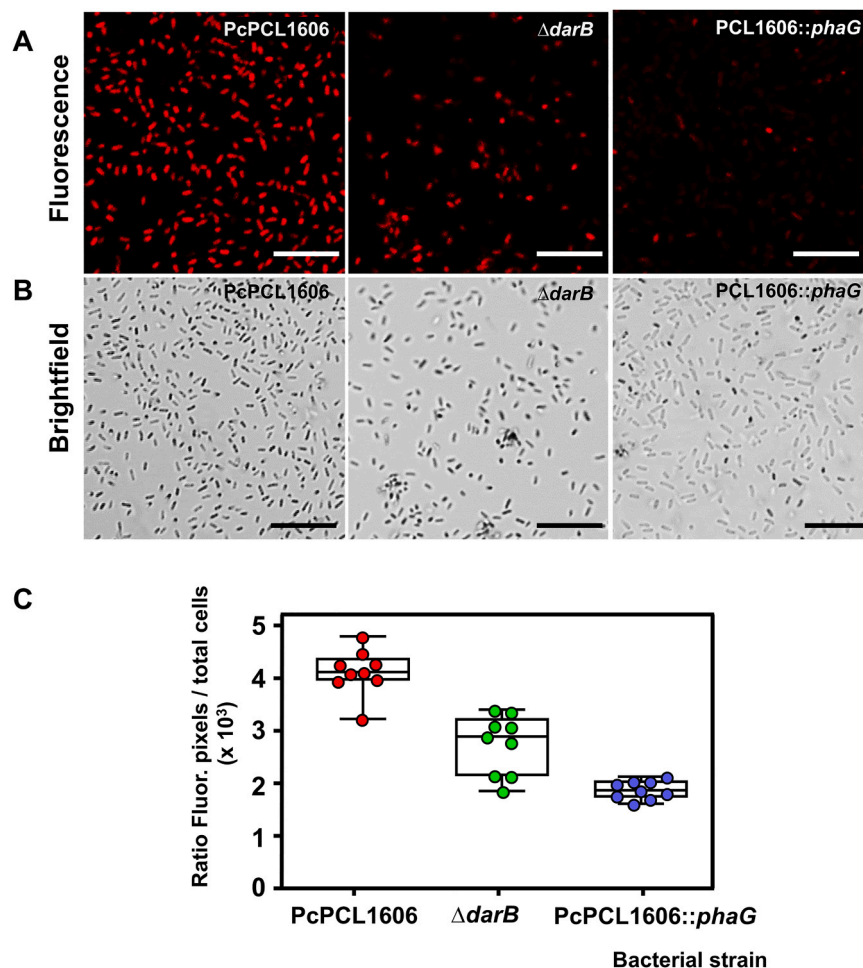 A
Fluorescence
PcPCL1606
ΔdarB
PCL1606::phaG
B
Brightfield
PcPCL1606
ΔdarB
PCL1606::phaG
C
Ratio Fluor. pixels / total cells
(x 10³)
5
4
3
2
1
0
PcPCL1606
ΔdarB
PcPCL1606::phaG
Bacterial strain